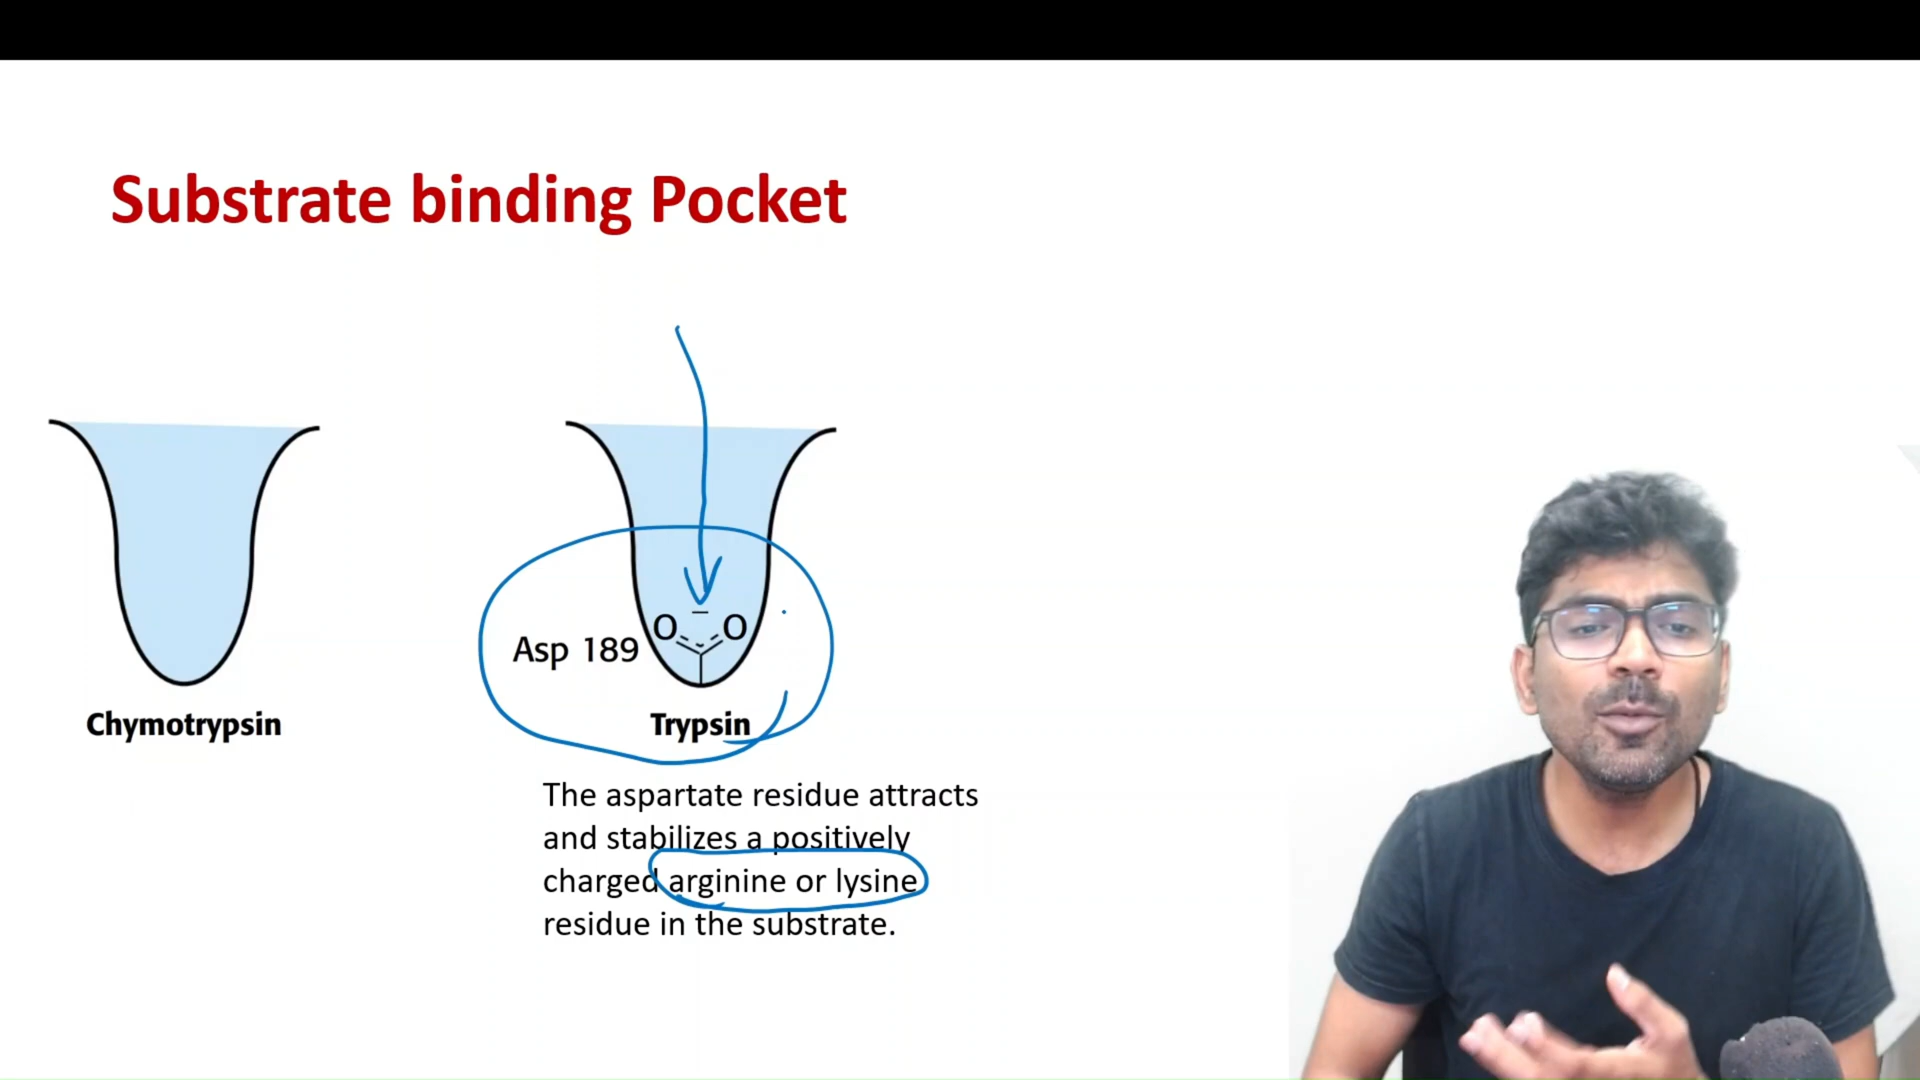 Substrate binding Pocket
Chymotrypsin
O
O
Asp 189
Trypsin
The aspartate residue attracts
and stabilizes a positively
charged arginine or lysine
residue in the substrate.